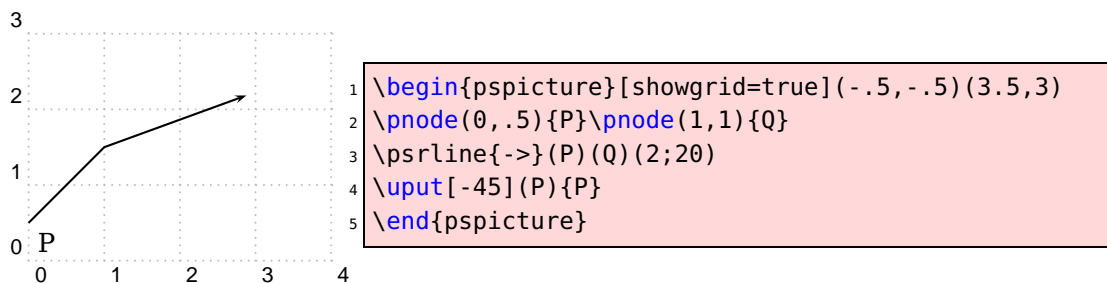 3
2
1
0
P
0 1 2 3 4
1 \begin{pspicture}[showgrid=true](-.5,-.5)(3.5,3)
2 \pnode(0,.5){P}\pnode(1,1){Q}
3 \psrline{->}(P)(Q)(2;20)
4 \uput[-45](P){P}
5 \end{pspicture}